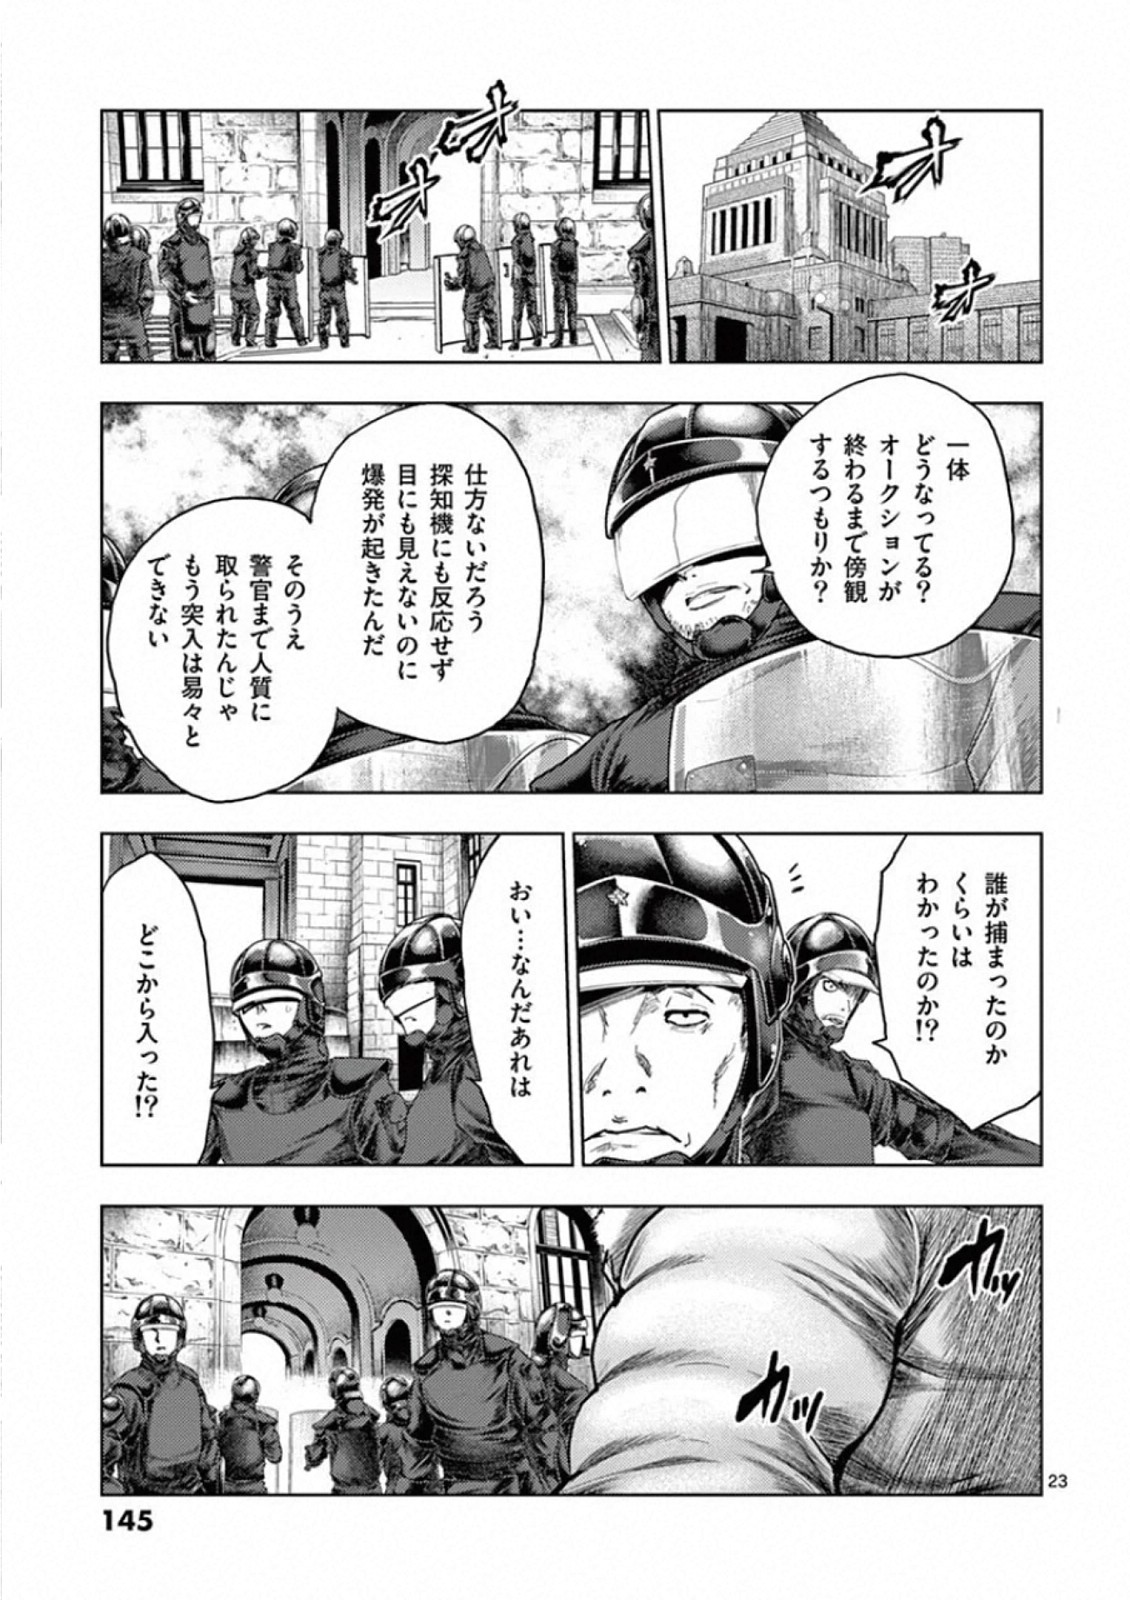 オ
オ
オ
オ
一体
どうなってる？
オークションが
終わるまで傍観
するつもりか？
仕方ないだろう
探知機にも反応せず
目にも見えないのに
爆発が起きたんだ
そのうえ
警官まで人質に
取られたんじゃ
もう突入は易々と
できない
誰が捕まったのか
くらいは
わかったのか!?
おい…なんだあれは
どこから入った!?
カッ
カッ
23
145